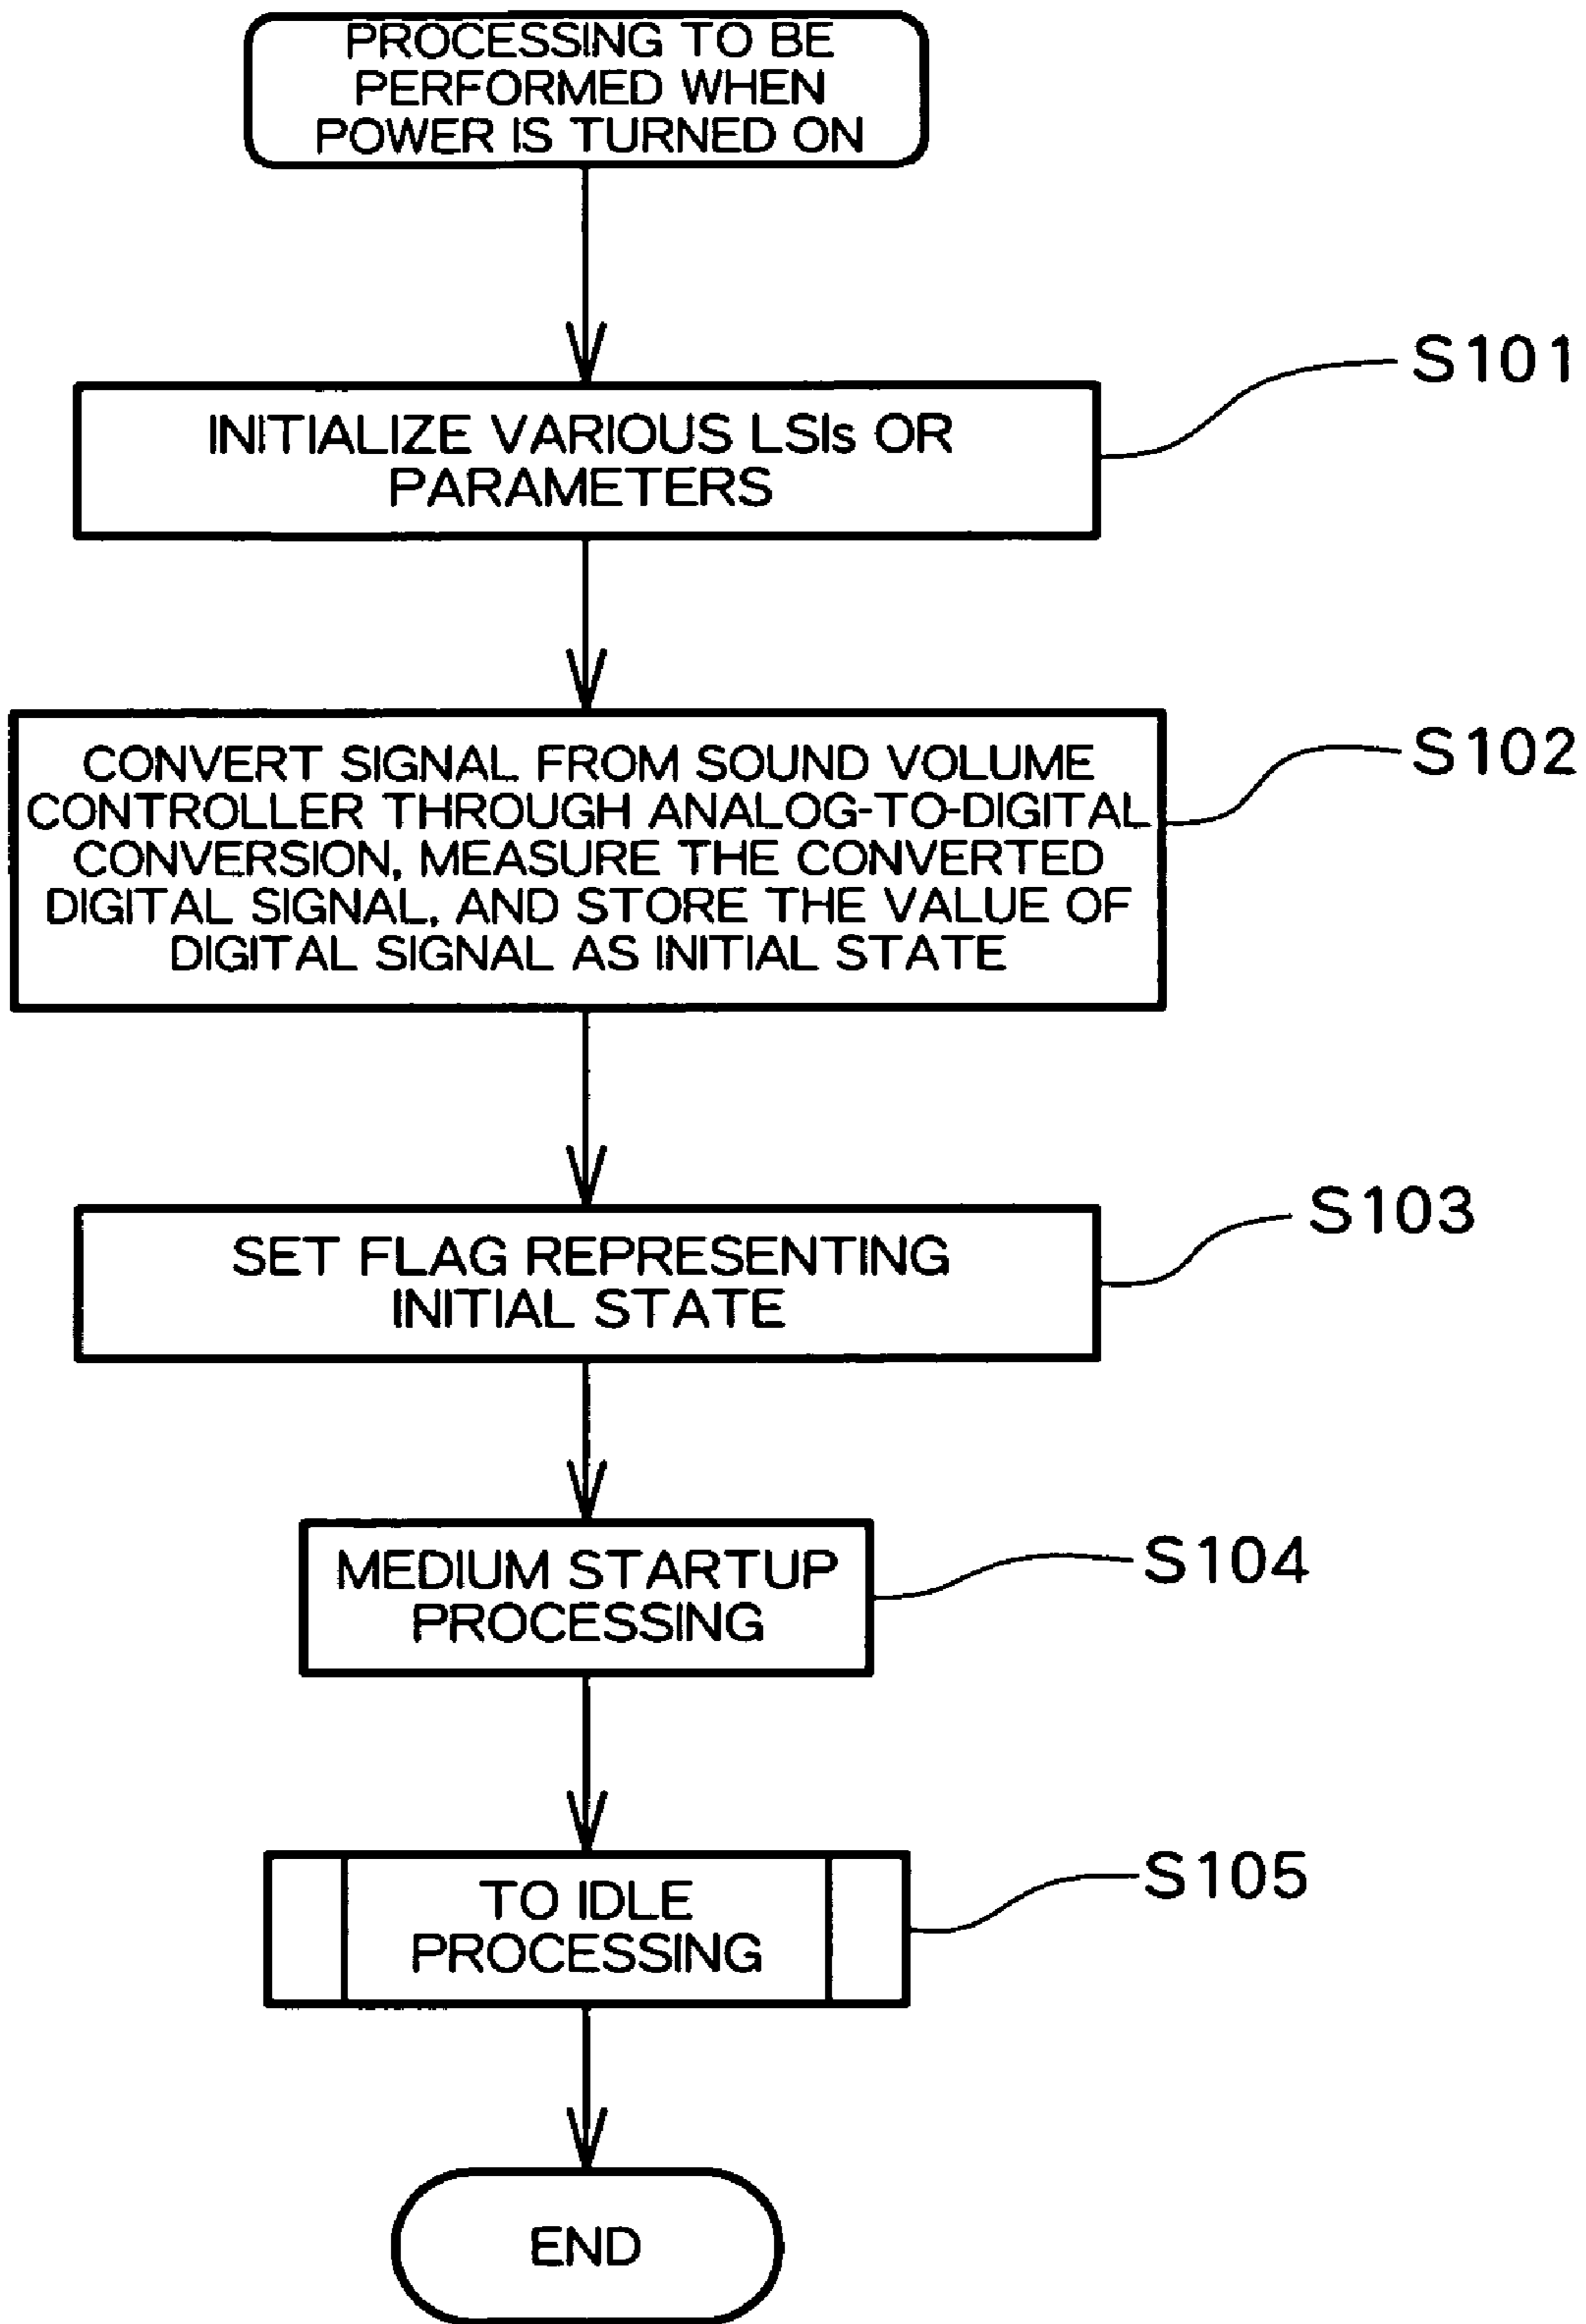 PROCESSING TO BE
PERFORMED WHEN
POWER IS TURNED ON
S101
INITIALIZE VARIOUS LSIs OR
PARAMETERS
S102
CONVERT SIGNAL FROM SOUND VOLUME
CONTROLLER THROUGH ANALOG-TO-DIGITAL
CONVERSION, MEASURE THE CONVERTED
DIGITAL SIGNAL, AND STORE THE VALUE OF
DIGITAL SIGNAL AS INITIAL STATE
S103
SET FLAG REPRESENTING
INITIAL STATE
S104
MEDIUM STARTUP
PROCESSING
S105
TO IDLE
PROCESSING
END